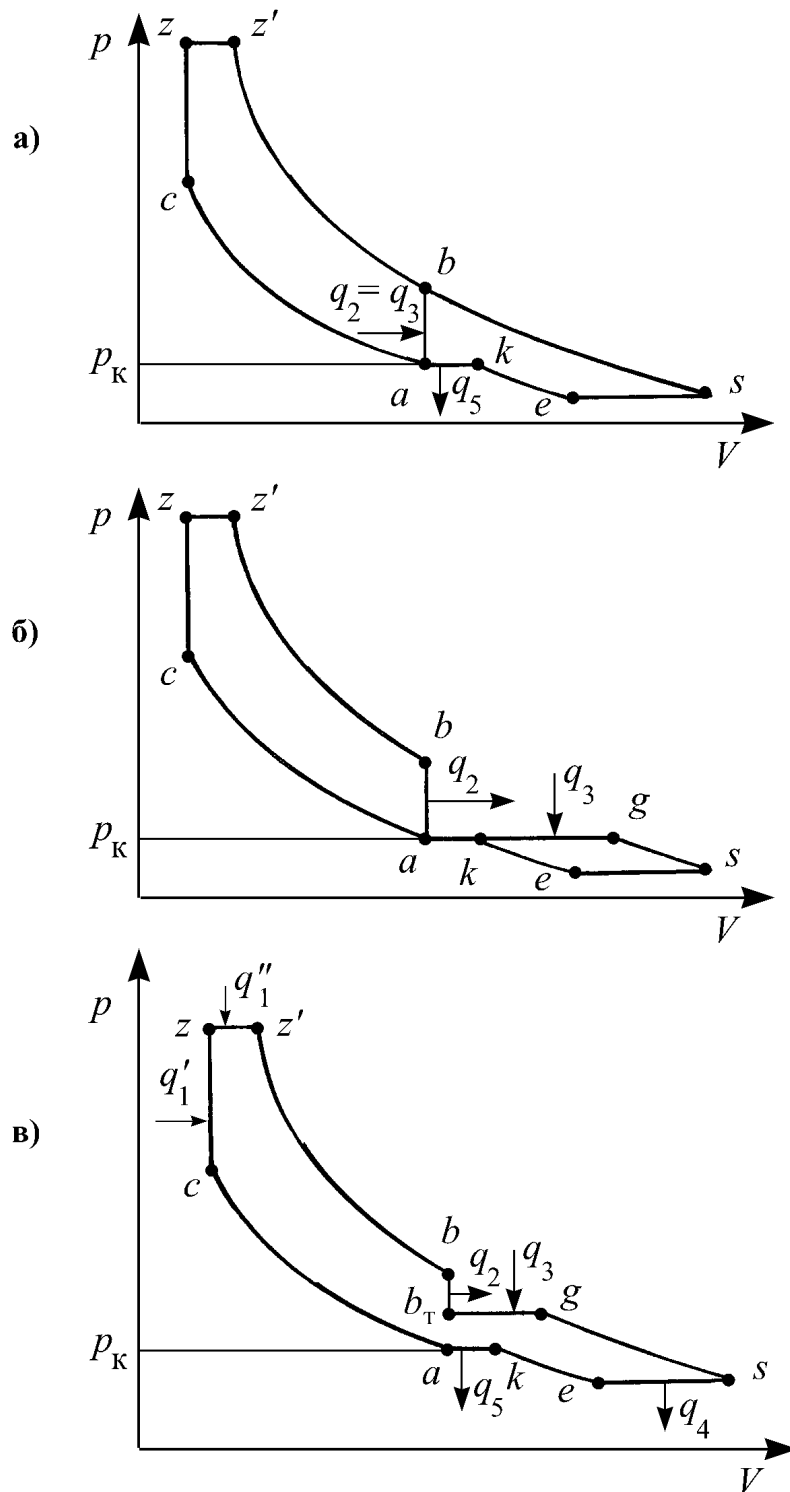 а)
p
z
z′
c
b
q₂ = q₃
pк
a
q₅
k
e
s
V
б)
p
z
z′
c
b
q₂
q₃
g
pк
a
k
e
s
V
в)
p
q₁″
z
z′
q₁′
c
b
q₂
q₃
bт
g
pк
a
q₅
k
e
s
q₄
V